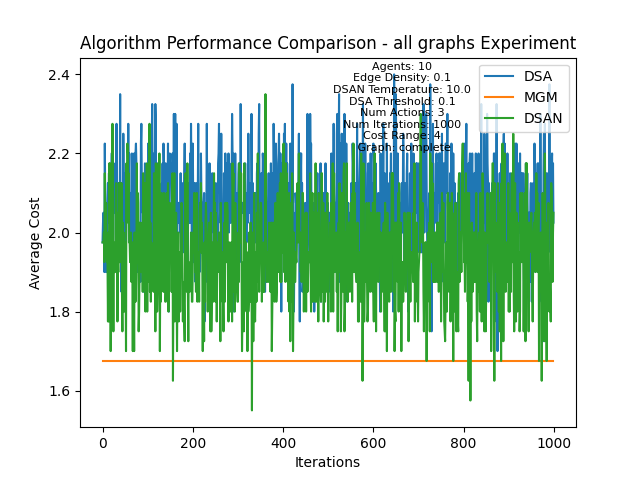 Algorithm Performance Comparison - all graphs Experiment
Agents: 10
Edge Density: 0.1
DSAN Temperature: 10.0
DSA Threshold: 0.1
Num Actions: 3
Num Iterations: 1000
Cost Range: 4
Graph: complete
DSA
MGM
DSAN
Average Cost
2.4
2.2
2.0
1.8
1.6
0
200
400
600
800
1000
Iterations